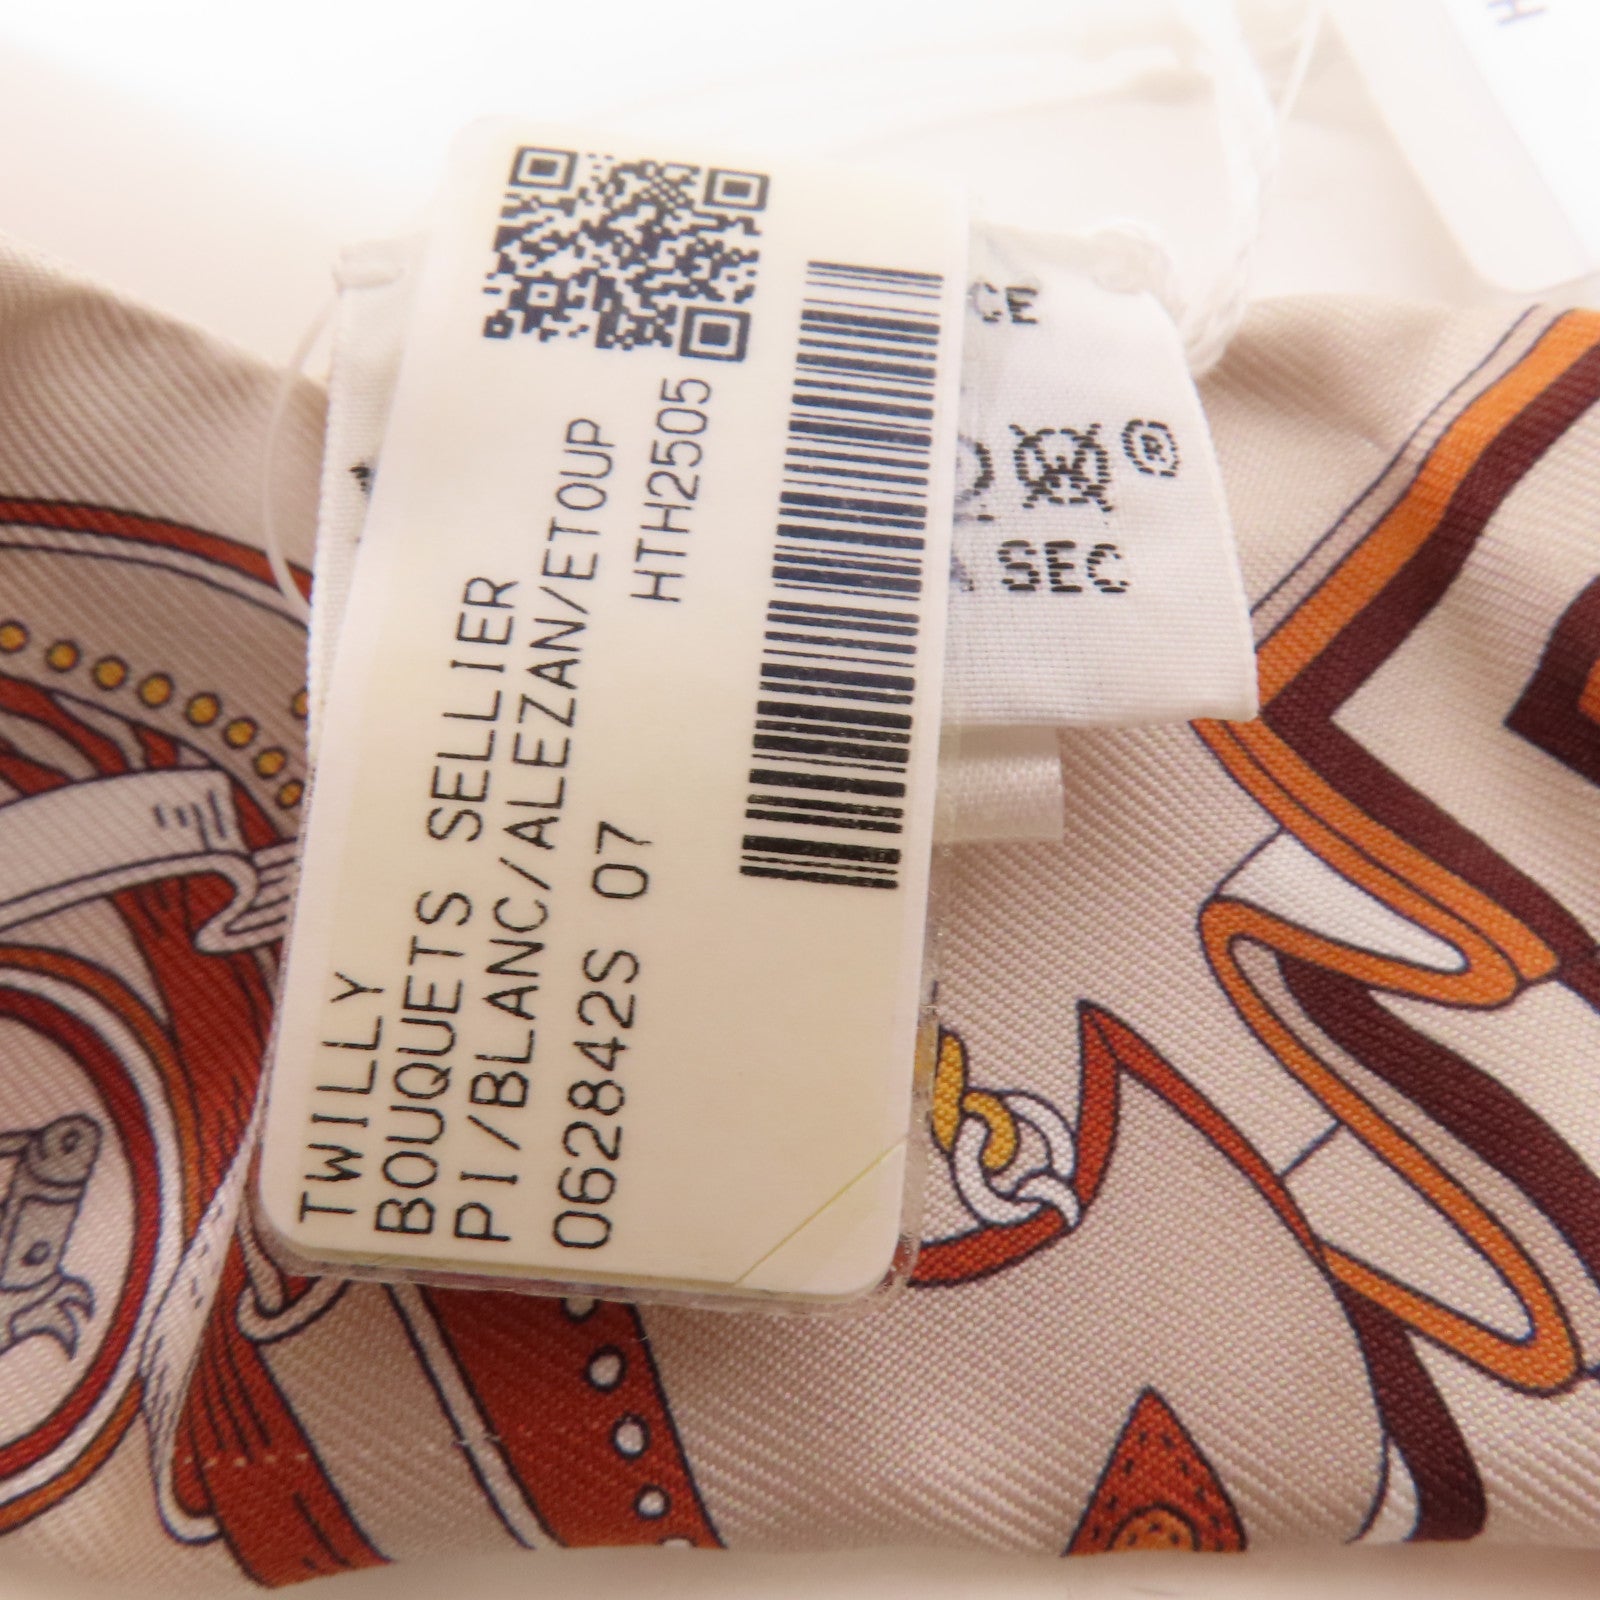 TWILLY
BOUQUETS SELLIER
PI/BLANC/ALEZAN/ETOUP
062842S 07
HTH2505
CE
SEC
H